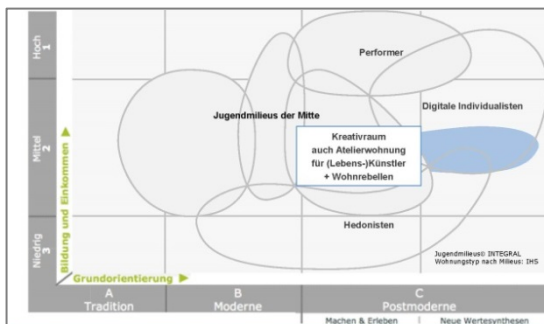 Hoch
1
Mittel
2
Niedrig
3
Bildung und Einkommen
Performer
Jugendmilieus der Mitte
Digitale Individualisten
Kreativraum
auch Atelierwohnung
für (Lebens-)Künstler
+ Wohnrebellen
Hedonisten
Jugendmilieus© INTEGRAL
Wohnungstyp nach Milieus: IHS
Grundorientierung
A
Tradition
B
Moderne
C
Postmoderne
Machen & Erleben
Neue Wertesynthesen